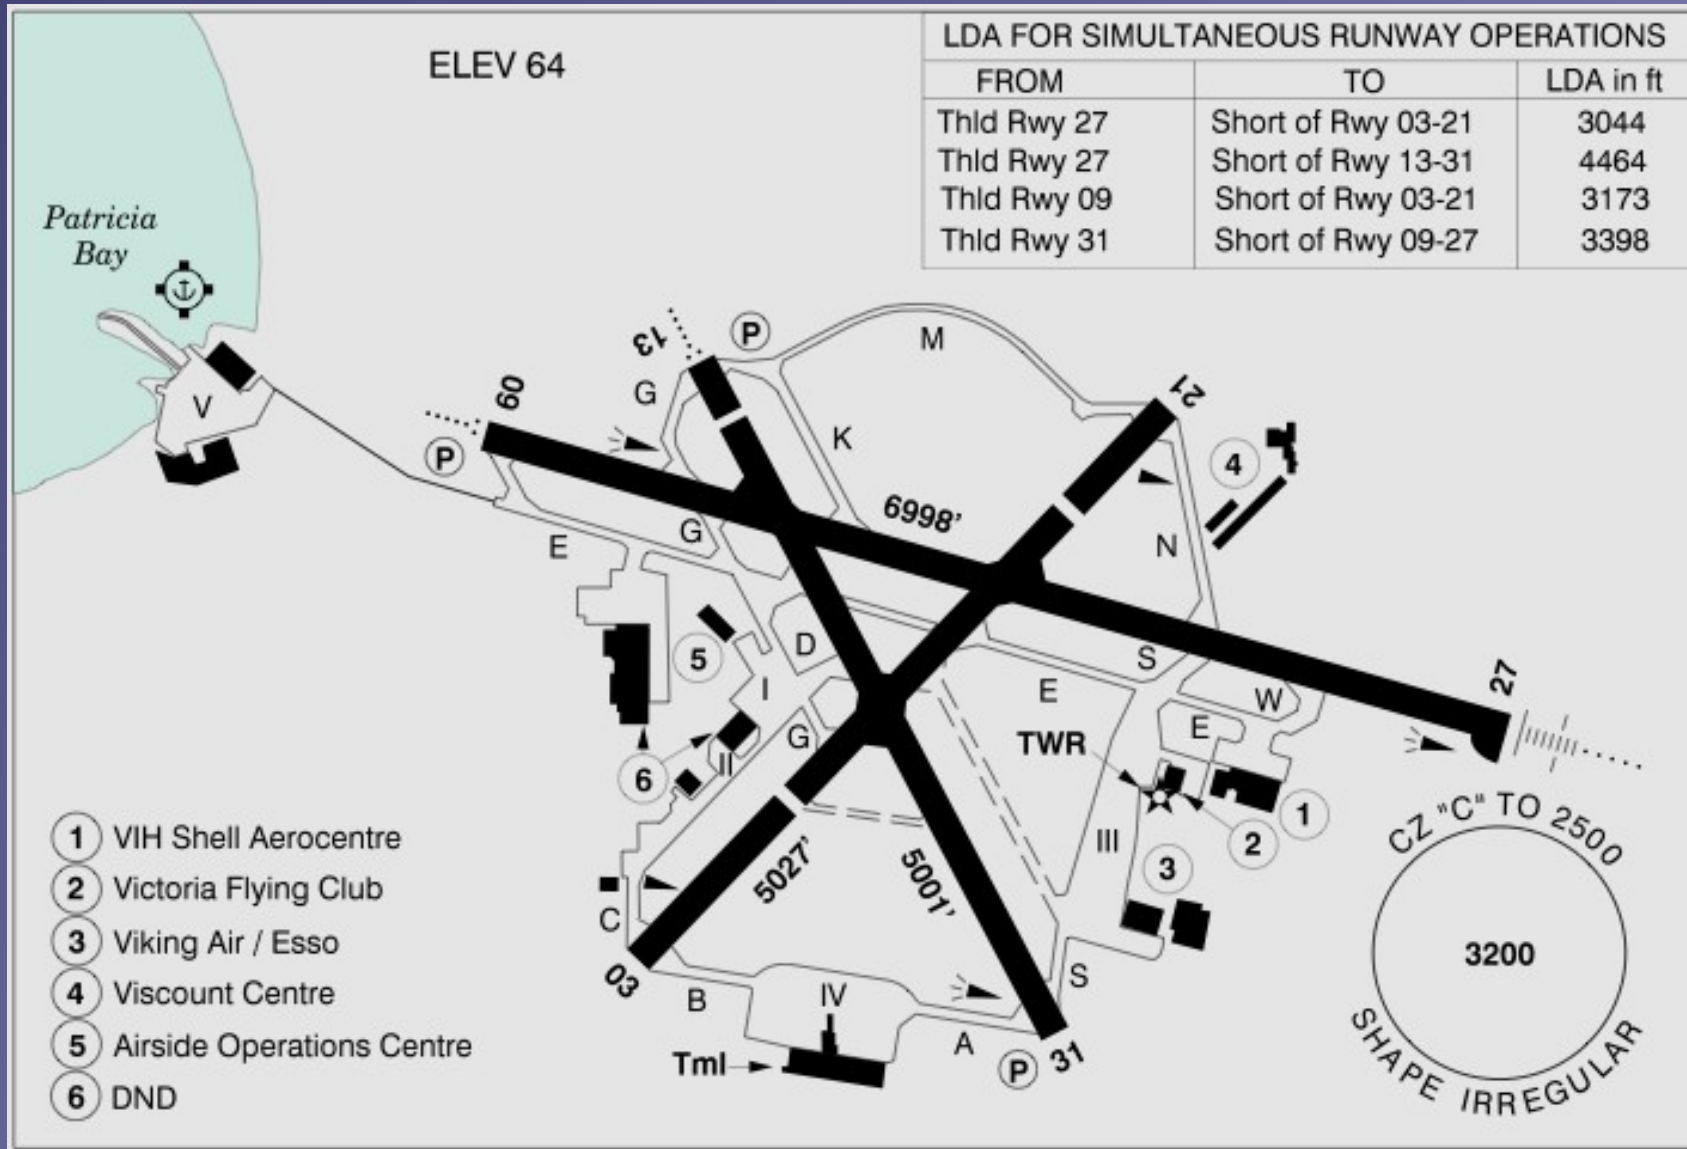 ELEV 64
LDA FOR SIMULTANEOUS RUNWAY OPERATIONS
FROM TO LDA in ft
Thld Rwy 27 Short of Rwy 03-21 3044
Thld Rwy 27 Short of Rwy 13-31 4464
Thld Rwy 09 Short of Rwy 03-21 3173
Thld Rwy 31 Short of Rwy 09-27 3398
Patricia
Bay
V
P
09
13
P
G
M
K
21
4
N
6998'
G
E
D
5
I
S
E
W
27
E
TWR
G
II
6
1
2
III
3
5027'
5001'
C
03
B
IV
A
S
P
31
Tml
1 VIH Shell Aerocentre
2 Victoria Flying Club
3 Viking Air / Esso
4 Viscount Centre
5 Airside Operations Centre
6 DND
CZ "C" TO 2500
3200
SHAPE IRREGULAR